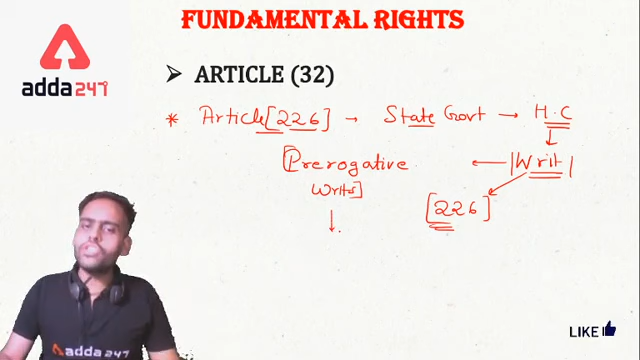 FUNDAMENTAL RIGHTS
adda247
➤ ARTICLE (32)
* Article [226] → State Govt → H.C
[Prerogative ← |Writ|
Writs]
[226]
adda247
LIKE